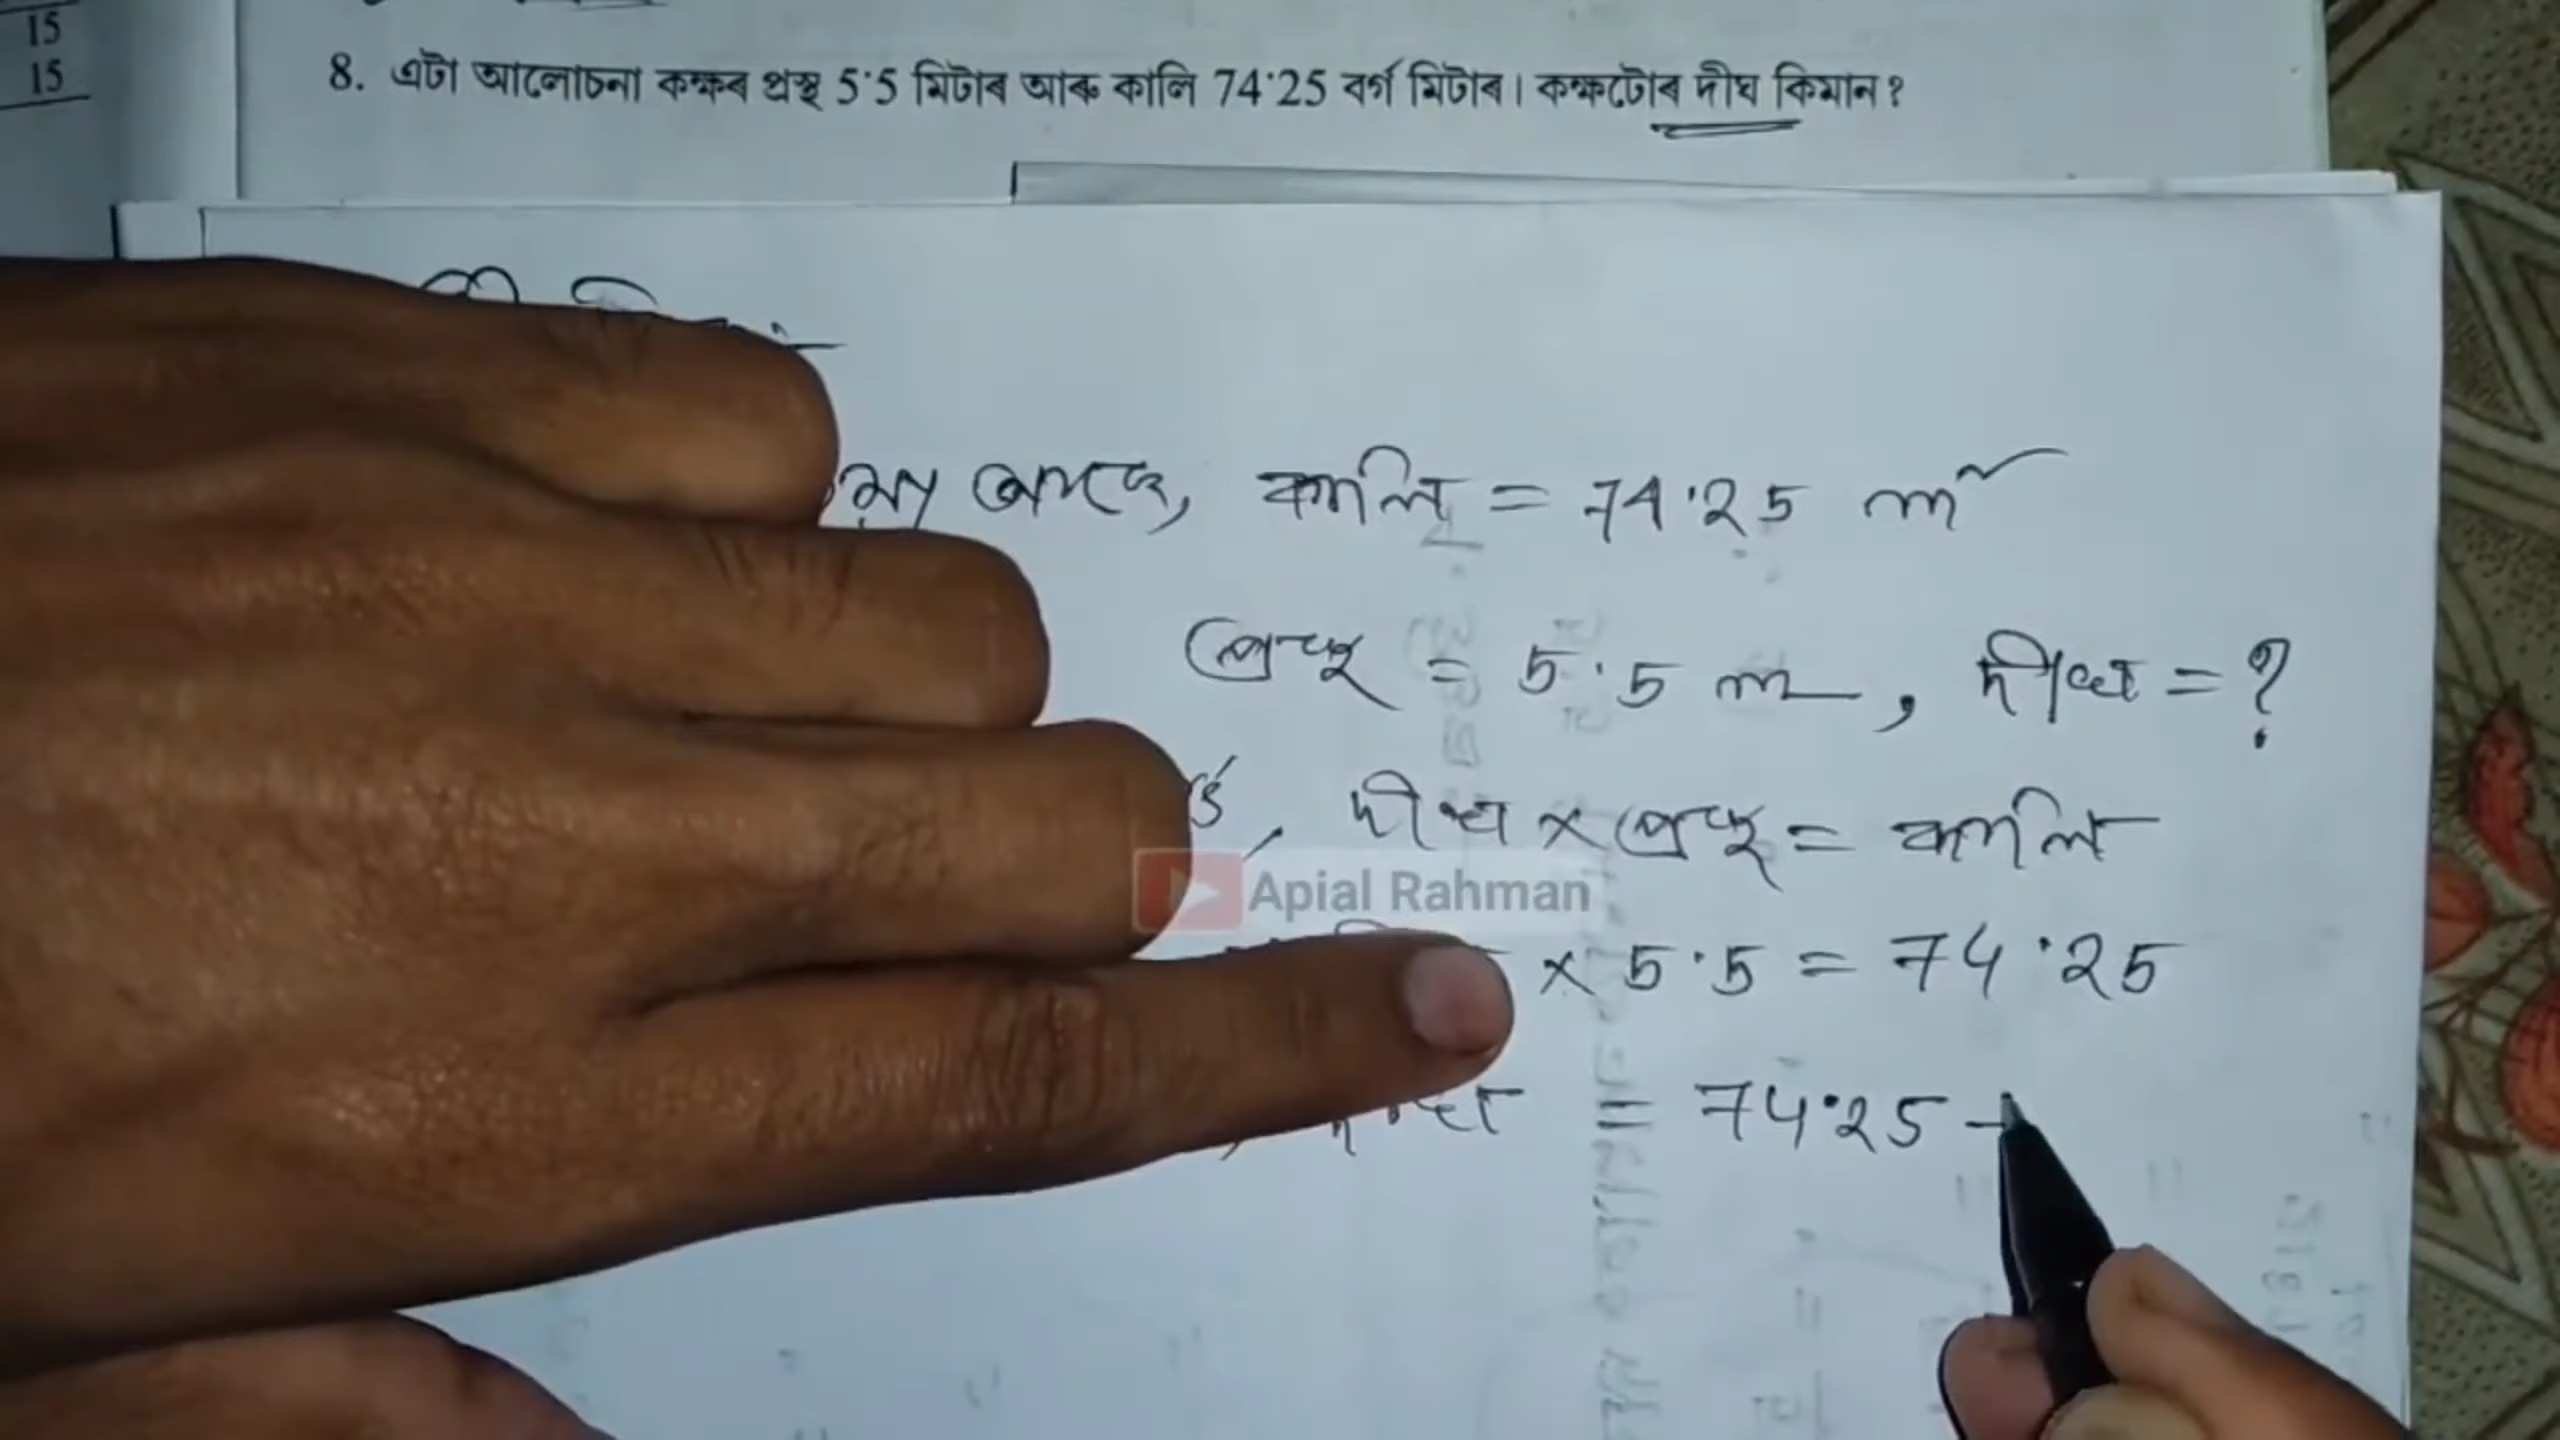 15
15
8. এটা আলোচনা কক্ষৰ প্ৰস্থ 5·5 মিটাৰ আৰু কালি 74·25 বৰ্গ মিটাৰ। কক্ষটোৰ দীঘ কিমান?
আছে, কালি = 74·25 m²
প্ৰস্থ = 5·5 m, দীঘ = ?
, দীঘ × প্ৰস্থ = কালি
Apial Rahman
× 5·5 = 74·25
= 74·25